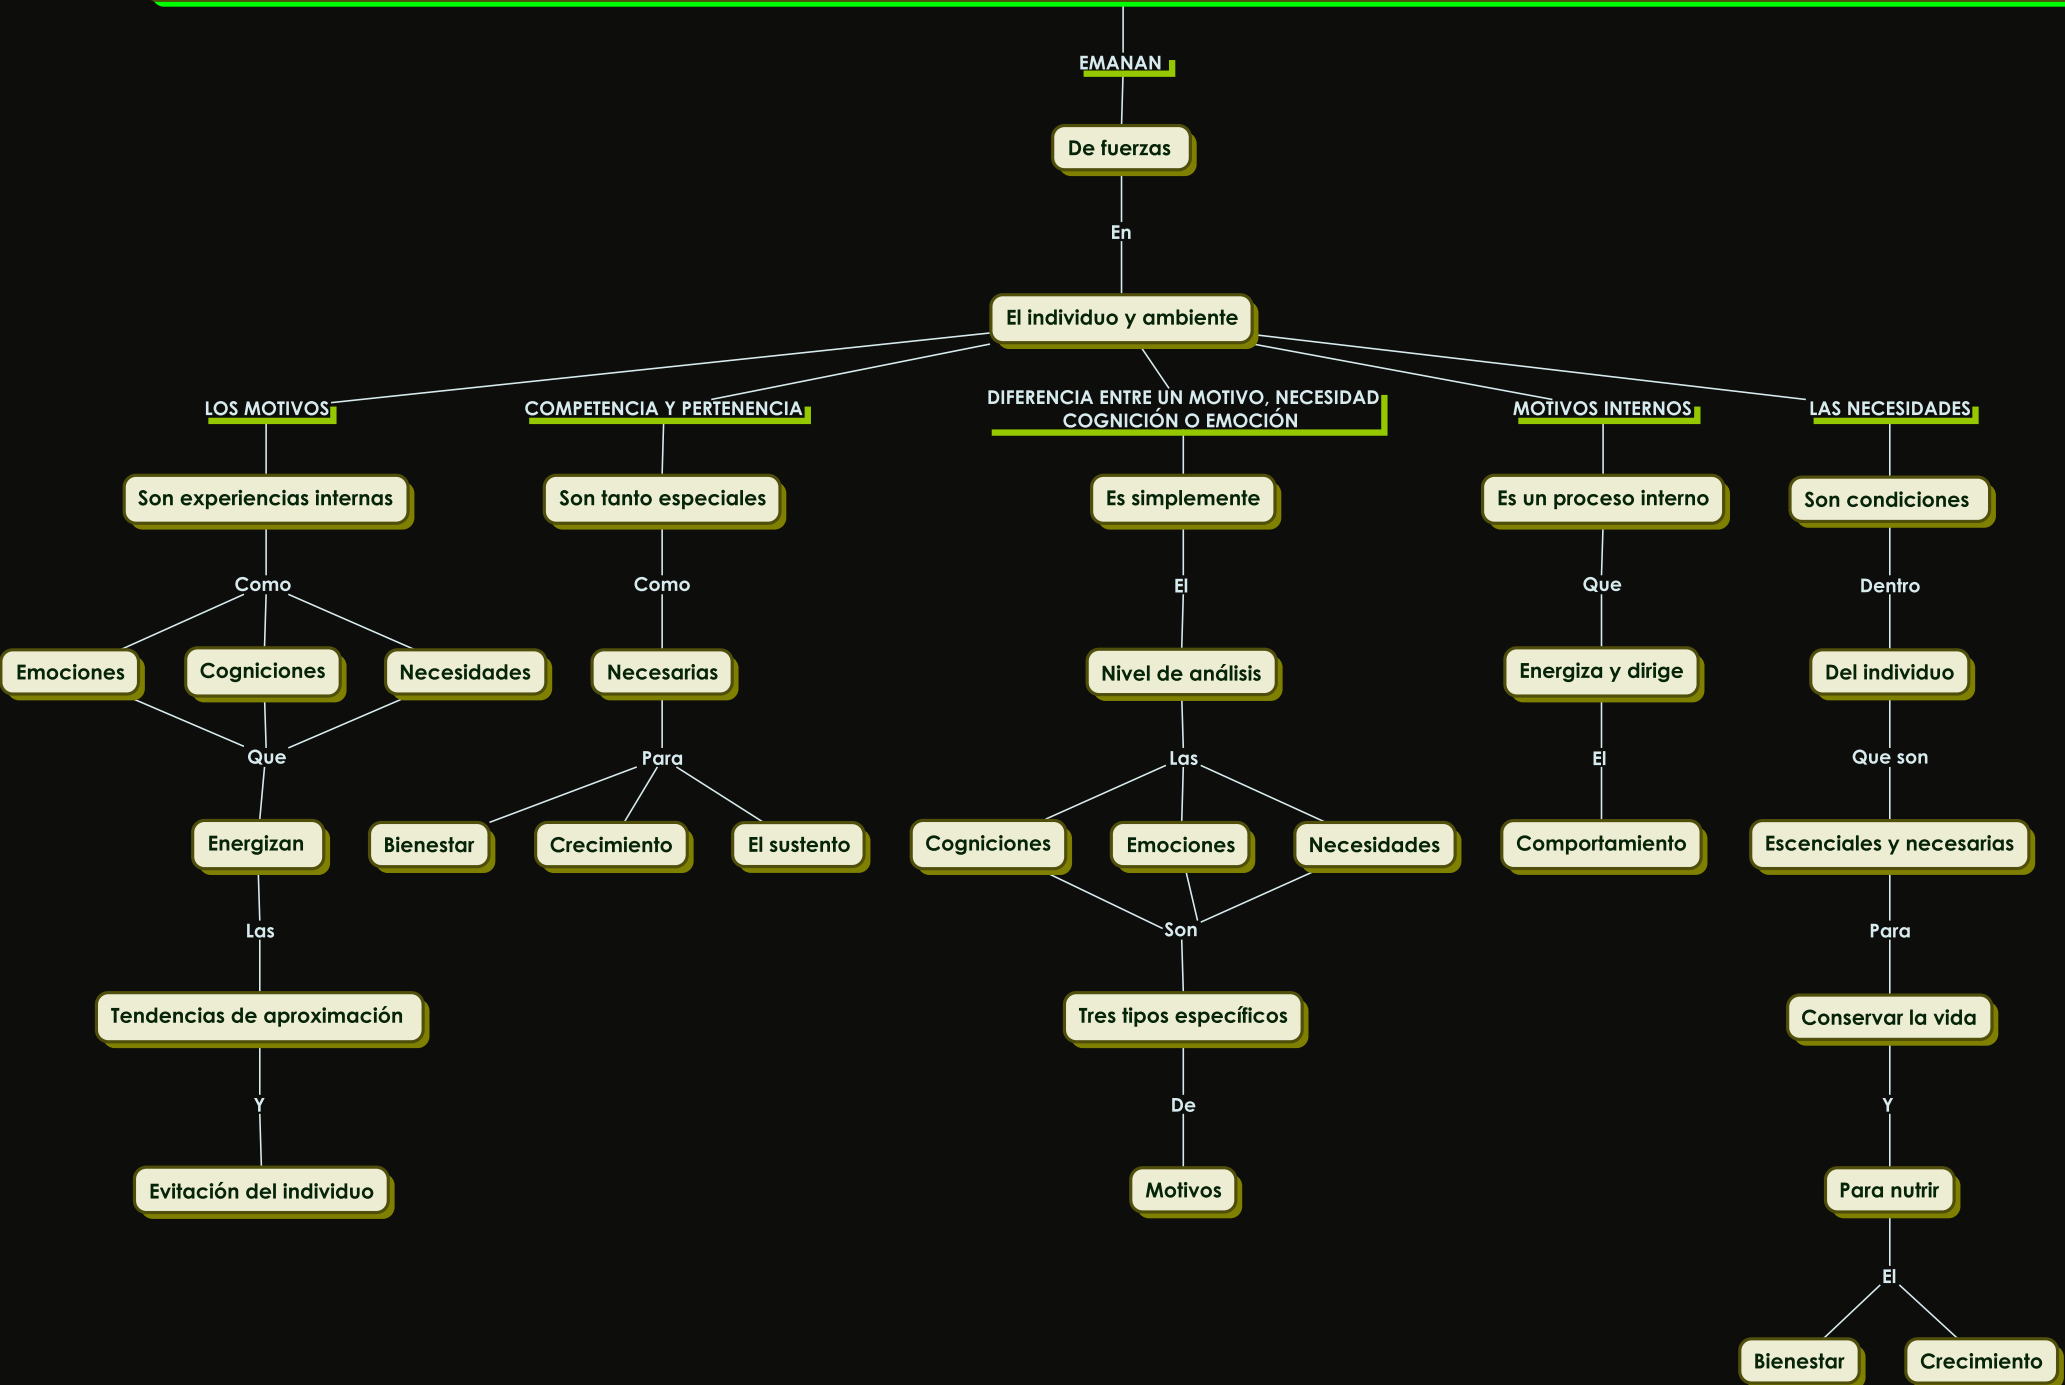 EMANAN
De fuerzas
En
El individuo y ambiente
LOS MOTIVOS
COMPETENCIA Y PERTENENCIA
DIFERENCIA ENTRE UN MOTIVO, NECESIDAD
COGNICIÓN O EMOCIÓN
MOTIVOS INTERNOS
LAS NECESIDADES
Son experiencias internas
Son tanto especiales
Es simplemente
Es un proceso interno
Son condiciones
Como
Como
El
Que
Dentro
Emociones
Cogniciones
Necesidades
Necesarias
Nivel de análisis
Energiza y dirige
Del individuo
Que
Para
Las
El
Que son
Energizan
Bienestar
Crecimiento
El sustento
Cogniciones
Emociones
Necesidades
Comportamiento
Escenciales y necesarias
Las
Son
Para
Tendencias de aproximación
Tres tipos específicos
Conservar la vida
Y
De
Y
Evitación del individuo
Motivos
Para nutrir
El
Bienestar
Crecimiento